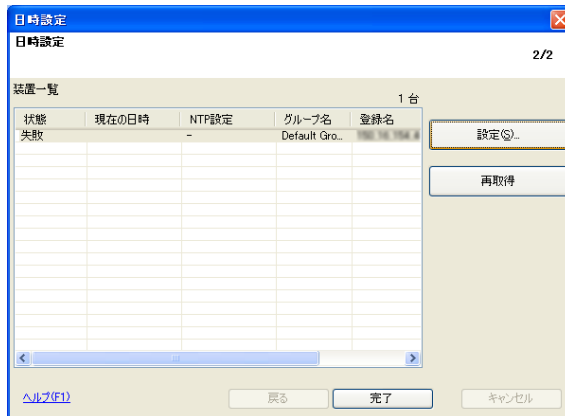 日時設定
日時設定
2/2
装置一覧
1 台
状態 現在の日時 NTP設定 グループ名 登録名
失敗 - Default Gro...
設定(S)...
再取得
ヘルプ(F1)
戻る 完了 キャンセル